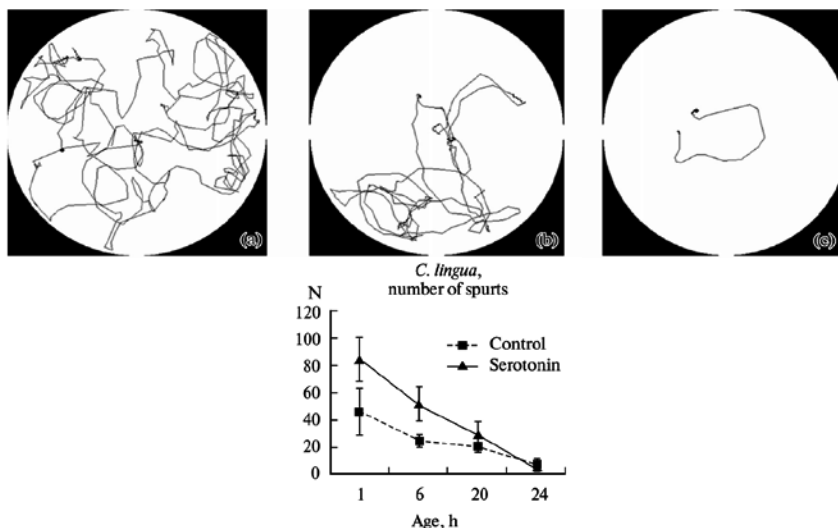 (a)
(b)
(c)
C. lingua,
number of spurts
N
120
100
80
60
40
20
0
Control
Serotonin
1 6 20 24
Age, h